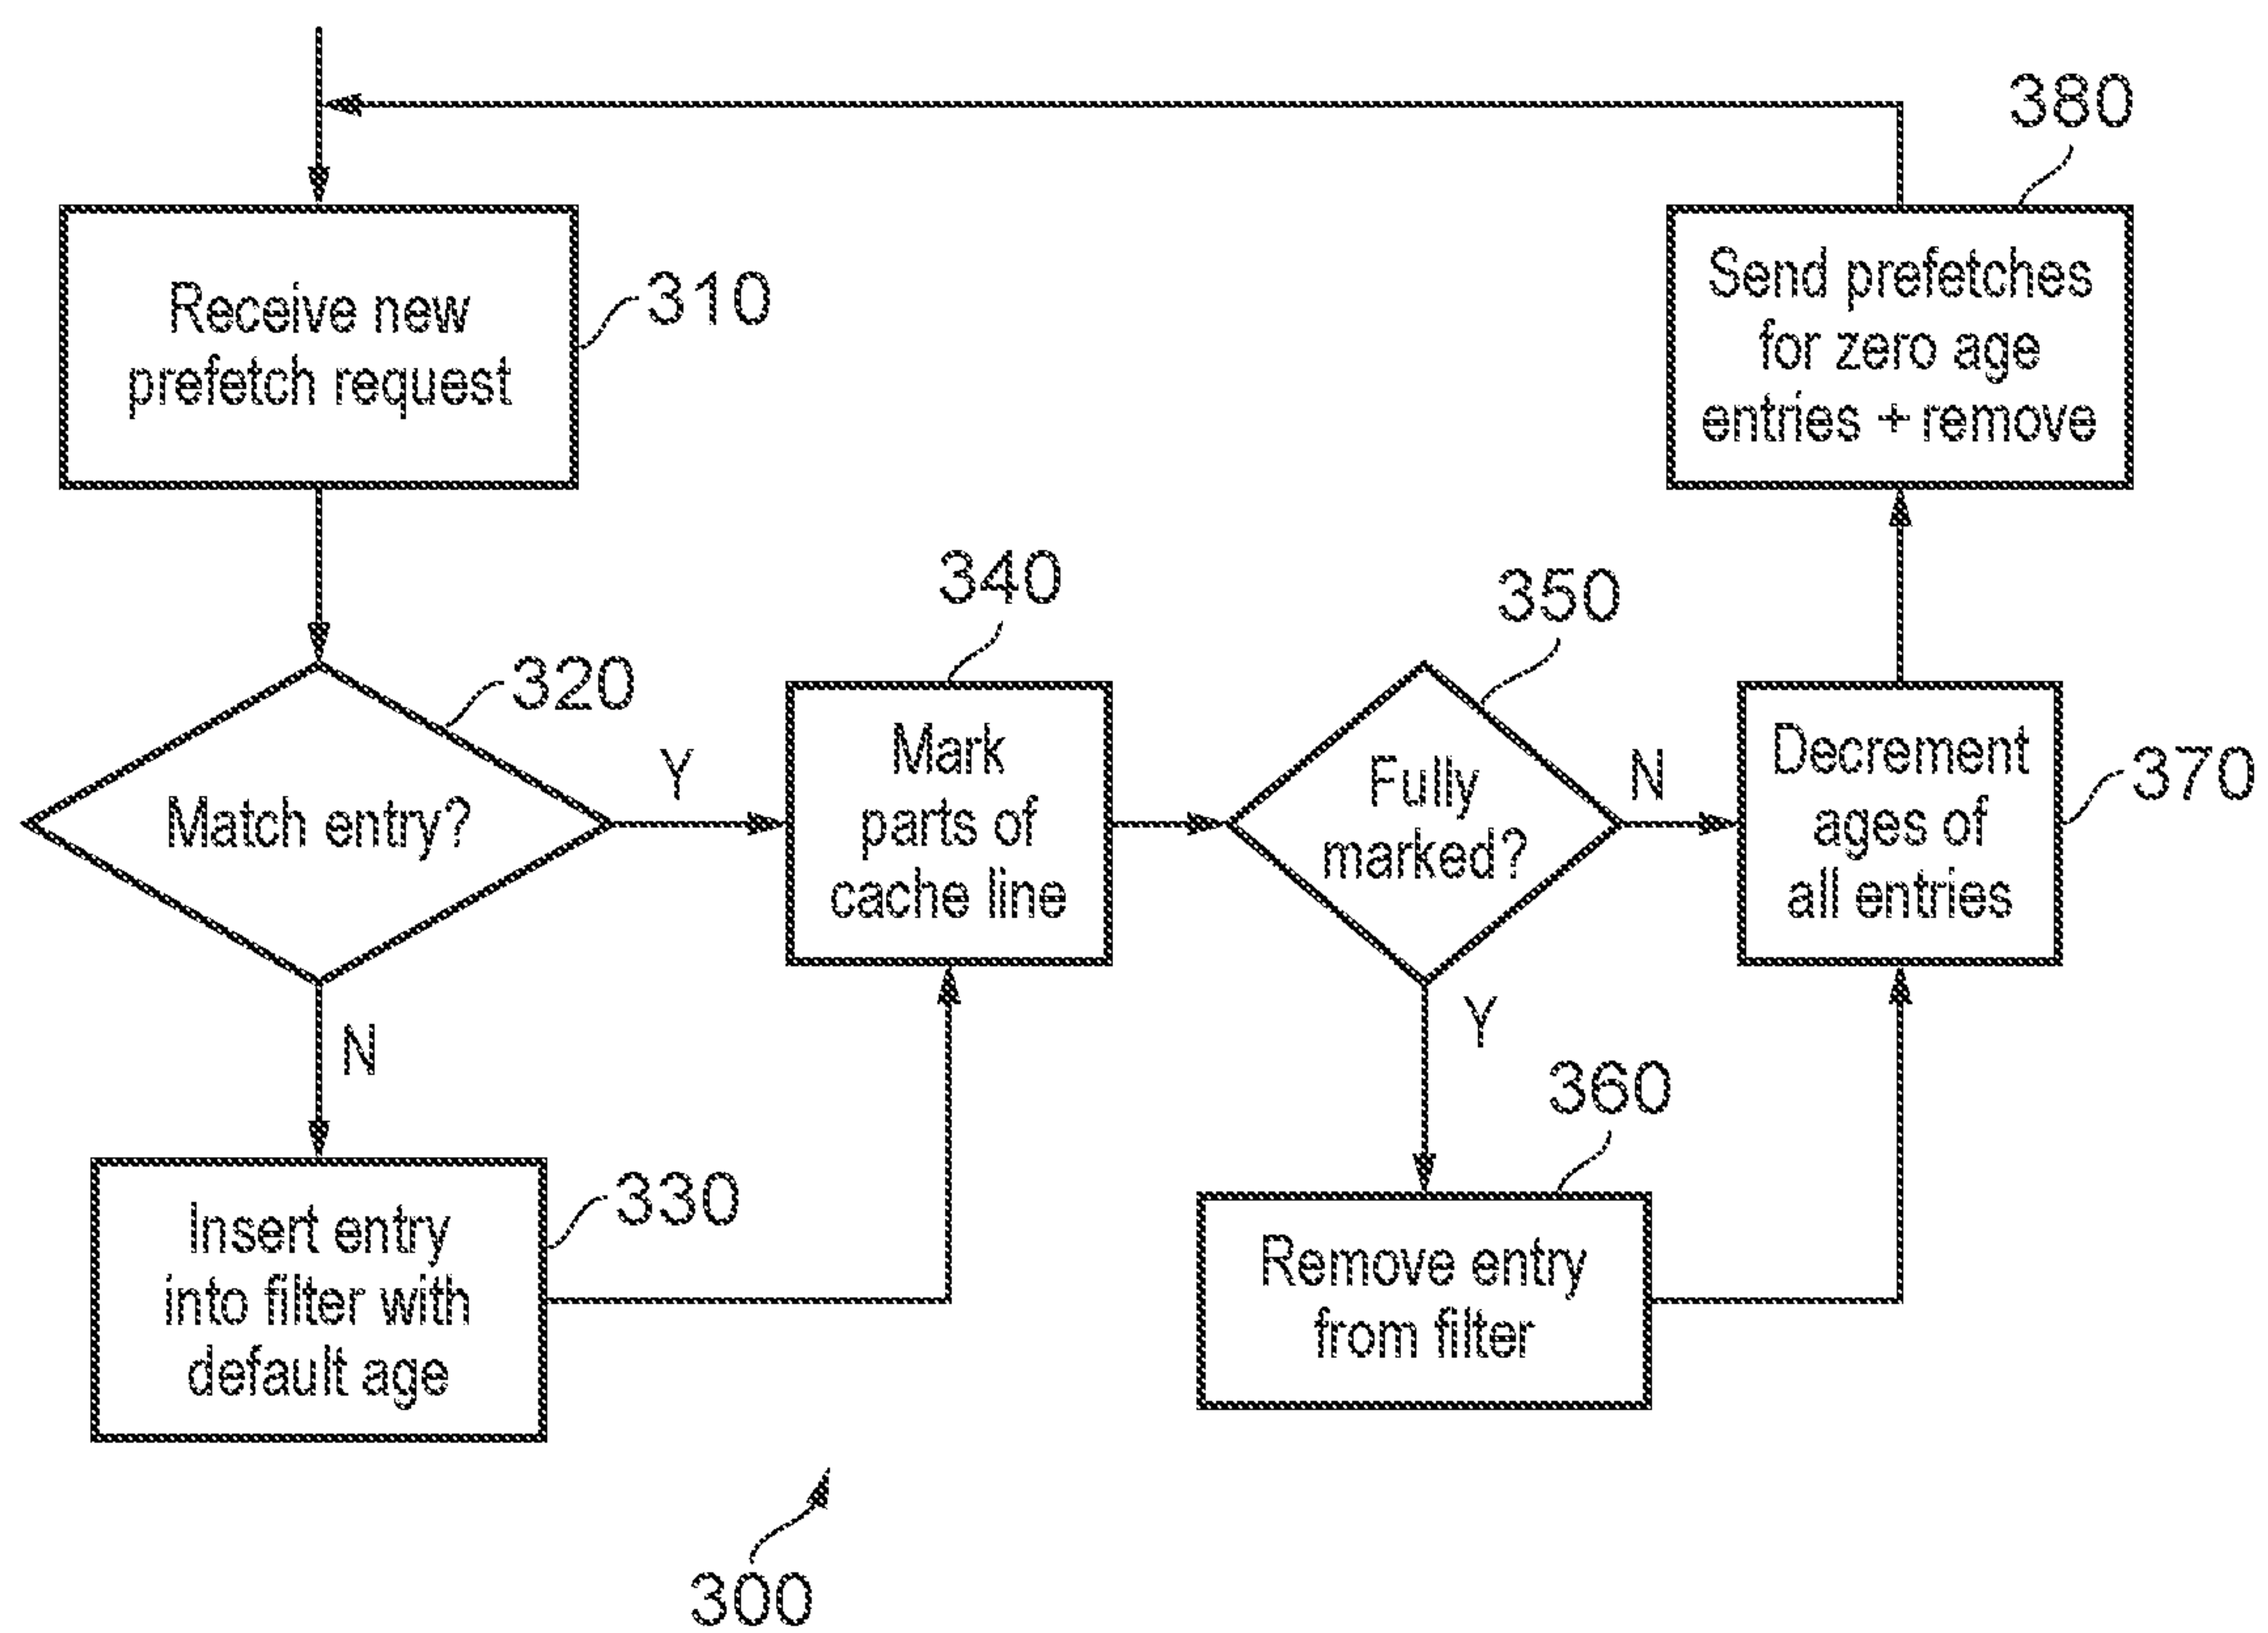 380
Receive new
prefetch request
310
Send prefetches
for zero age
entries + remove
320
Match entry?
Y
N
340
Mark
parts of
cache line
350
Fully
marked?
N
Y
Decrement
ages of
all entries
370
Insert entry
into filter with
default age
330
360
Remove entry
from filter
300